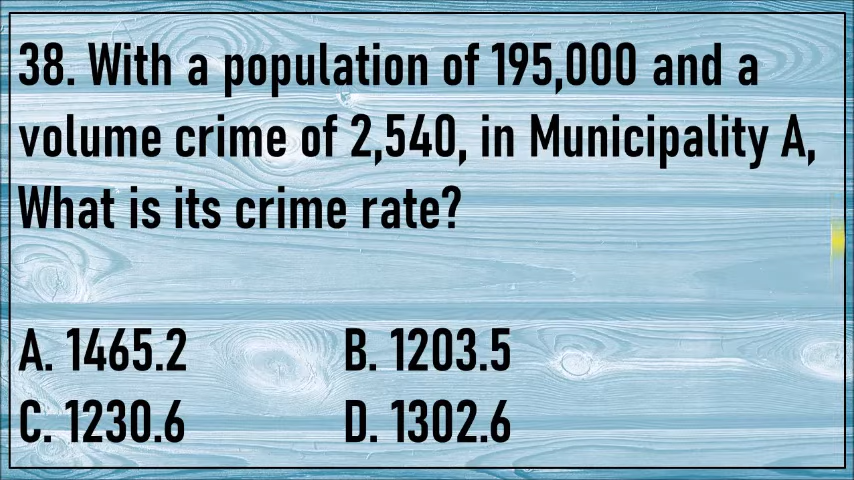 38. With a population of 195,000 and a
volume crime of 2,540, in Municipality A,
What is its crime rate?
A. 1465.2 B. 1203.5
C. 1230.6 D. 1302.6